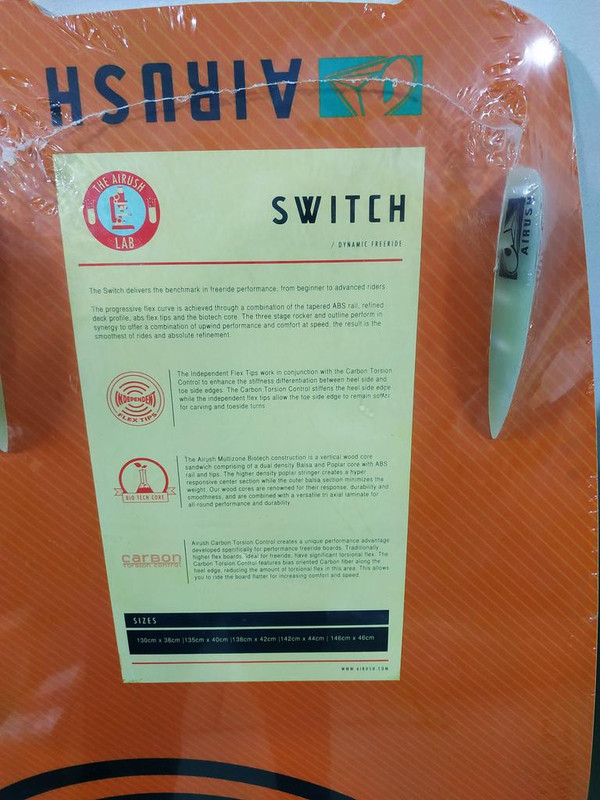 AIRUSH
THE AIRUSH
LAB
SWITCH
/ DYNAMIC FREERIDE
AIRUSH
The Switch delivers the benchmark in freeride performance, from beginner to advanced riders.
The progressive flex curve is achieved through a combination of the tapered ABS rail, refined
deck profile, abs flex tips and the biotech core. The three stage rocker and outline perform in
synergy to offer a combination of upwind performance and comfort at speed, the result is the
smoothest of rides and absolute refinement.
INDEPENDENT
FLEX TIPS
The Independent Flex Tips work in conjunction with the Carbon Torsion
Control to enhance the stiffness differentiation between heel side and
toe side edges. The Carbon Torsion Control stiffens the heel side edge
while the independent flex tips allow the toe side edge to remain softer
for carving and toeside turns.
BIO TECH CORE
The Airush Multizone Biotech construction is a vertical wood core
sandwich comprising of a dual density Balsa and Poplar core with ABS
rail and tips. The higher density poplar stringer creates a hyper
responsive center section while the outer balsa section minimizes the
weight. Our wood cores are renowned for their response, durability and
smoothness, and are combined with a versatile tri axial laminate for
all round performance and durability
carbon
torsion control
Airush Carbon Torsion Control creates a unique performance advantage
developed specifically for performance freeride boards. Traditionally
higher flex boards, ideal for freeride, have significant torsional flex. The
Carbon Torsion Control features bias oriented Carbon fiber along the
heel edge, reducing the amount of torsional flex in this area. This allows
you to ride the board flatter for increasing comfort and speed.
SIZES
130cm x 38cm |135cm x 40cm |138cm x 42cm |142cm x 44cm | 146cm x 46cm
WWW.AIRUSH.COM